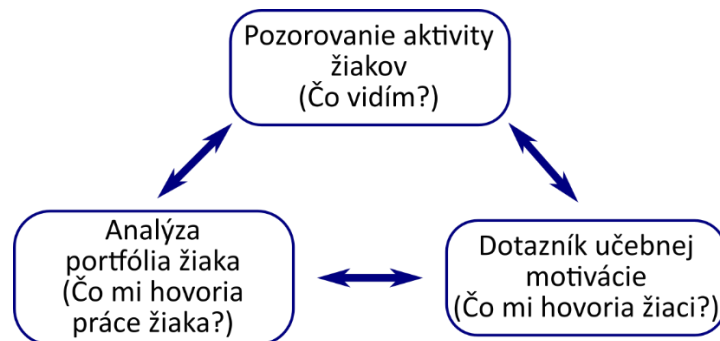 Pozorovanie aktivity
žiakov
(Čo vidím?)
Analýza
portfólia žiaka
(Čo mi hovoria
práce žiaka?)
Dotazník učebnej
motivácie
(Čo mi hovoria žiaci?)